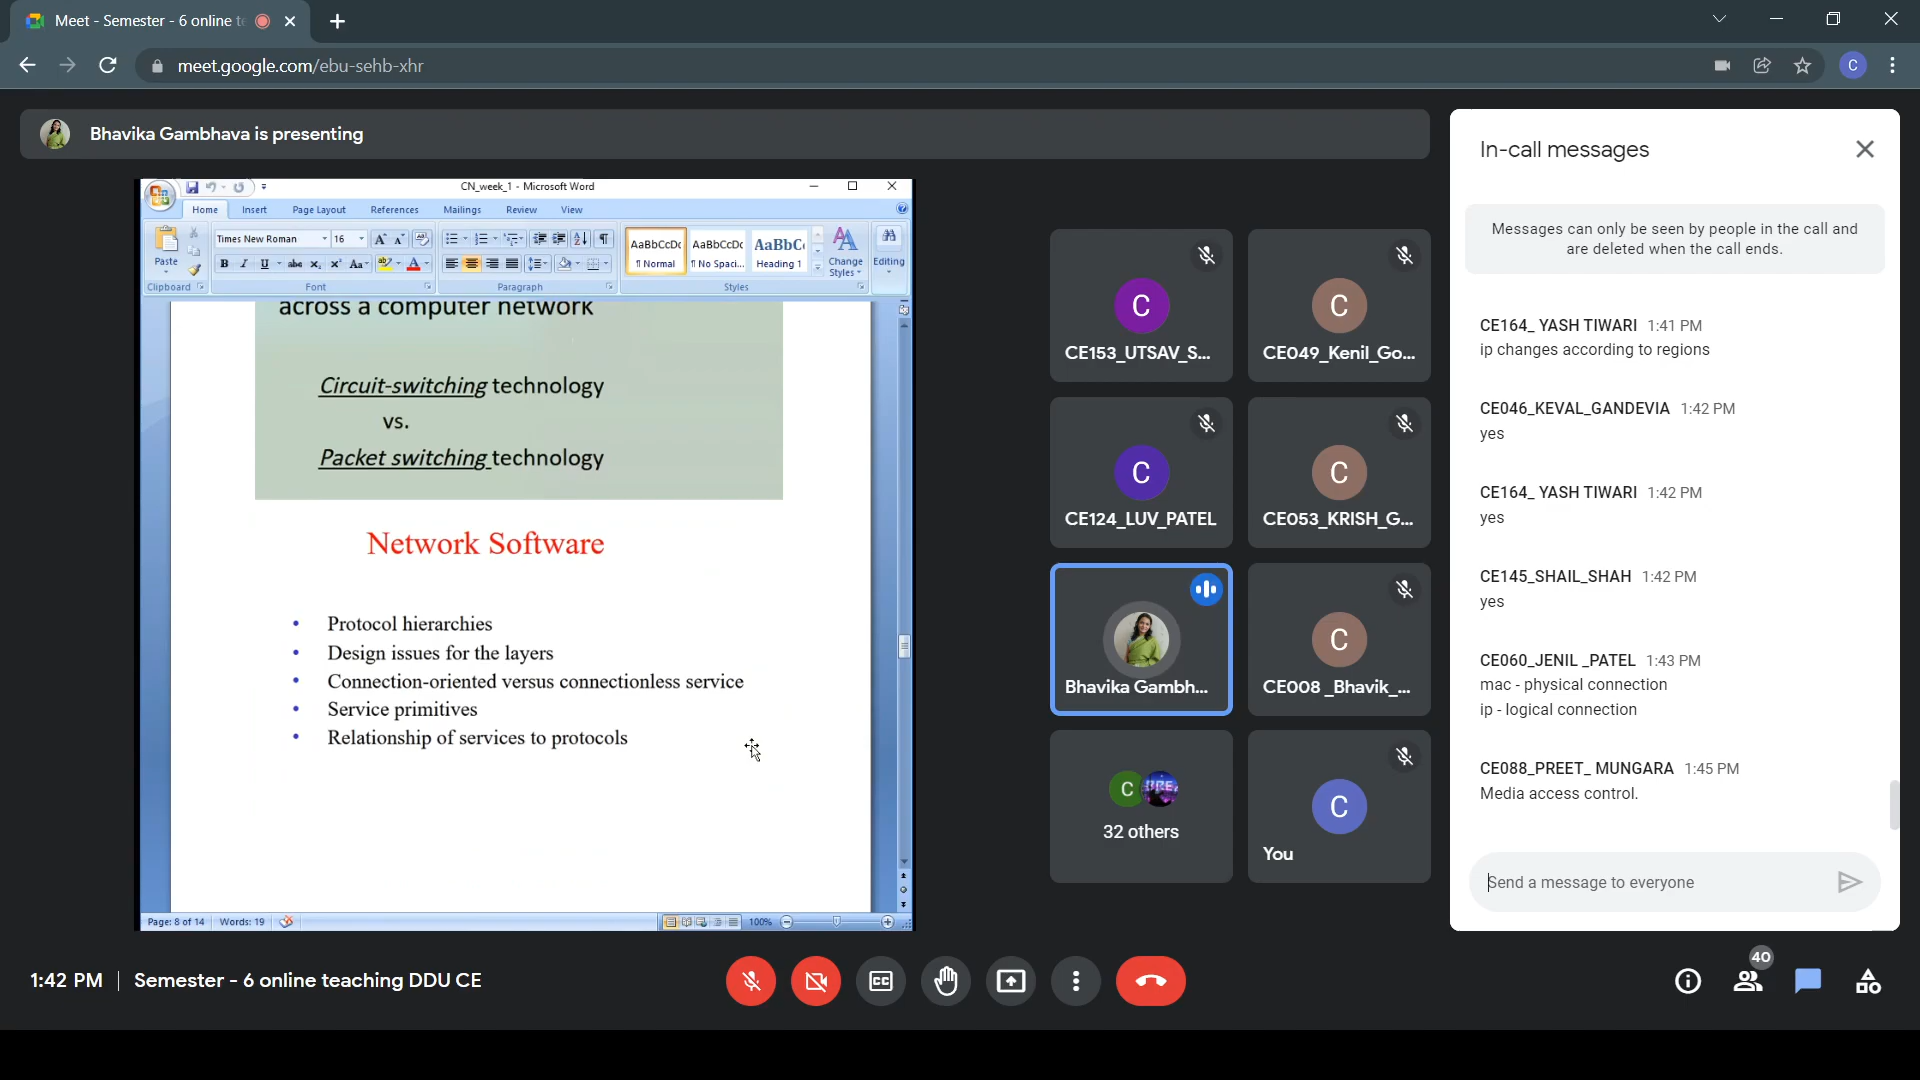 Meet - Semester - 6 online te
meet.google.com/ebu-sehb-xhr
C
Bhavika Gambhava is presenting
CN_week_1 - Microsoft Word
Home Insert Page Layout References Mailings Review View
Times New Roman 16
Paste
B I U abe x₂ x² Aa
AaBbCcDc AaBbCcDc AaBbC
¶ Normal ¶ No Spaci... Heading 1
Change Styles
Editing
Clipboard Font Paragraph Styles
across a computer network
Circuit-switching technology
vs.
Packet switching technology
Network Software
• Protocol hierarchies
• Design issues for the layers
• Connection-oriented versus connectionless service
• Service primitives
• Relationship of services to protocols
Page: 8 of 14 Words: 19 100%
C
CE153_UTSAV_S...
C
CE049_Kenil_Go...
C
CE124_LUV_PATEL
C
CE053_KRISH_G...
Bhavika Gambh...
C
CE008 _Bhavik_...
C
32 others
C
You
In-call messages
Messages can only be seen by people in the call and
are deleted when the call ends.
CE164_ YASH TIWARI 1:41 PM
ip changes according to regions
CE046_KEVAL_GANDEVIA 1:42 PM
yes
CE164_ YASH TIWARI 1:42 PM
yes
CE145_SHAIL_SHAH 1:42 PM
yes
CE060_JENIL _PATEL 1:43 PM
mac - physical connection
ip - logical connection
CE088_PREET_ MUNGARA 1:45 PM
Media access control.
Send a message to everyone
1:42 PM | Semester - 6 online teaching DDU CE
CC
40